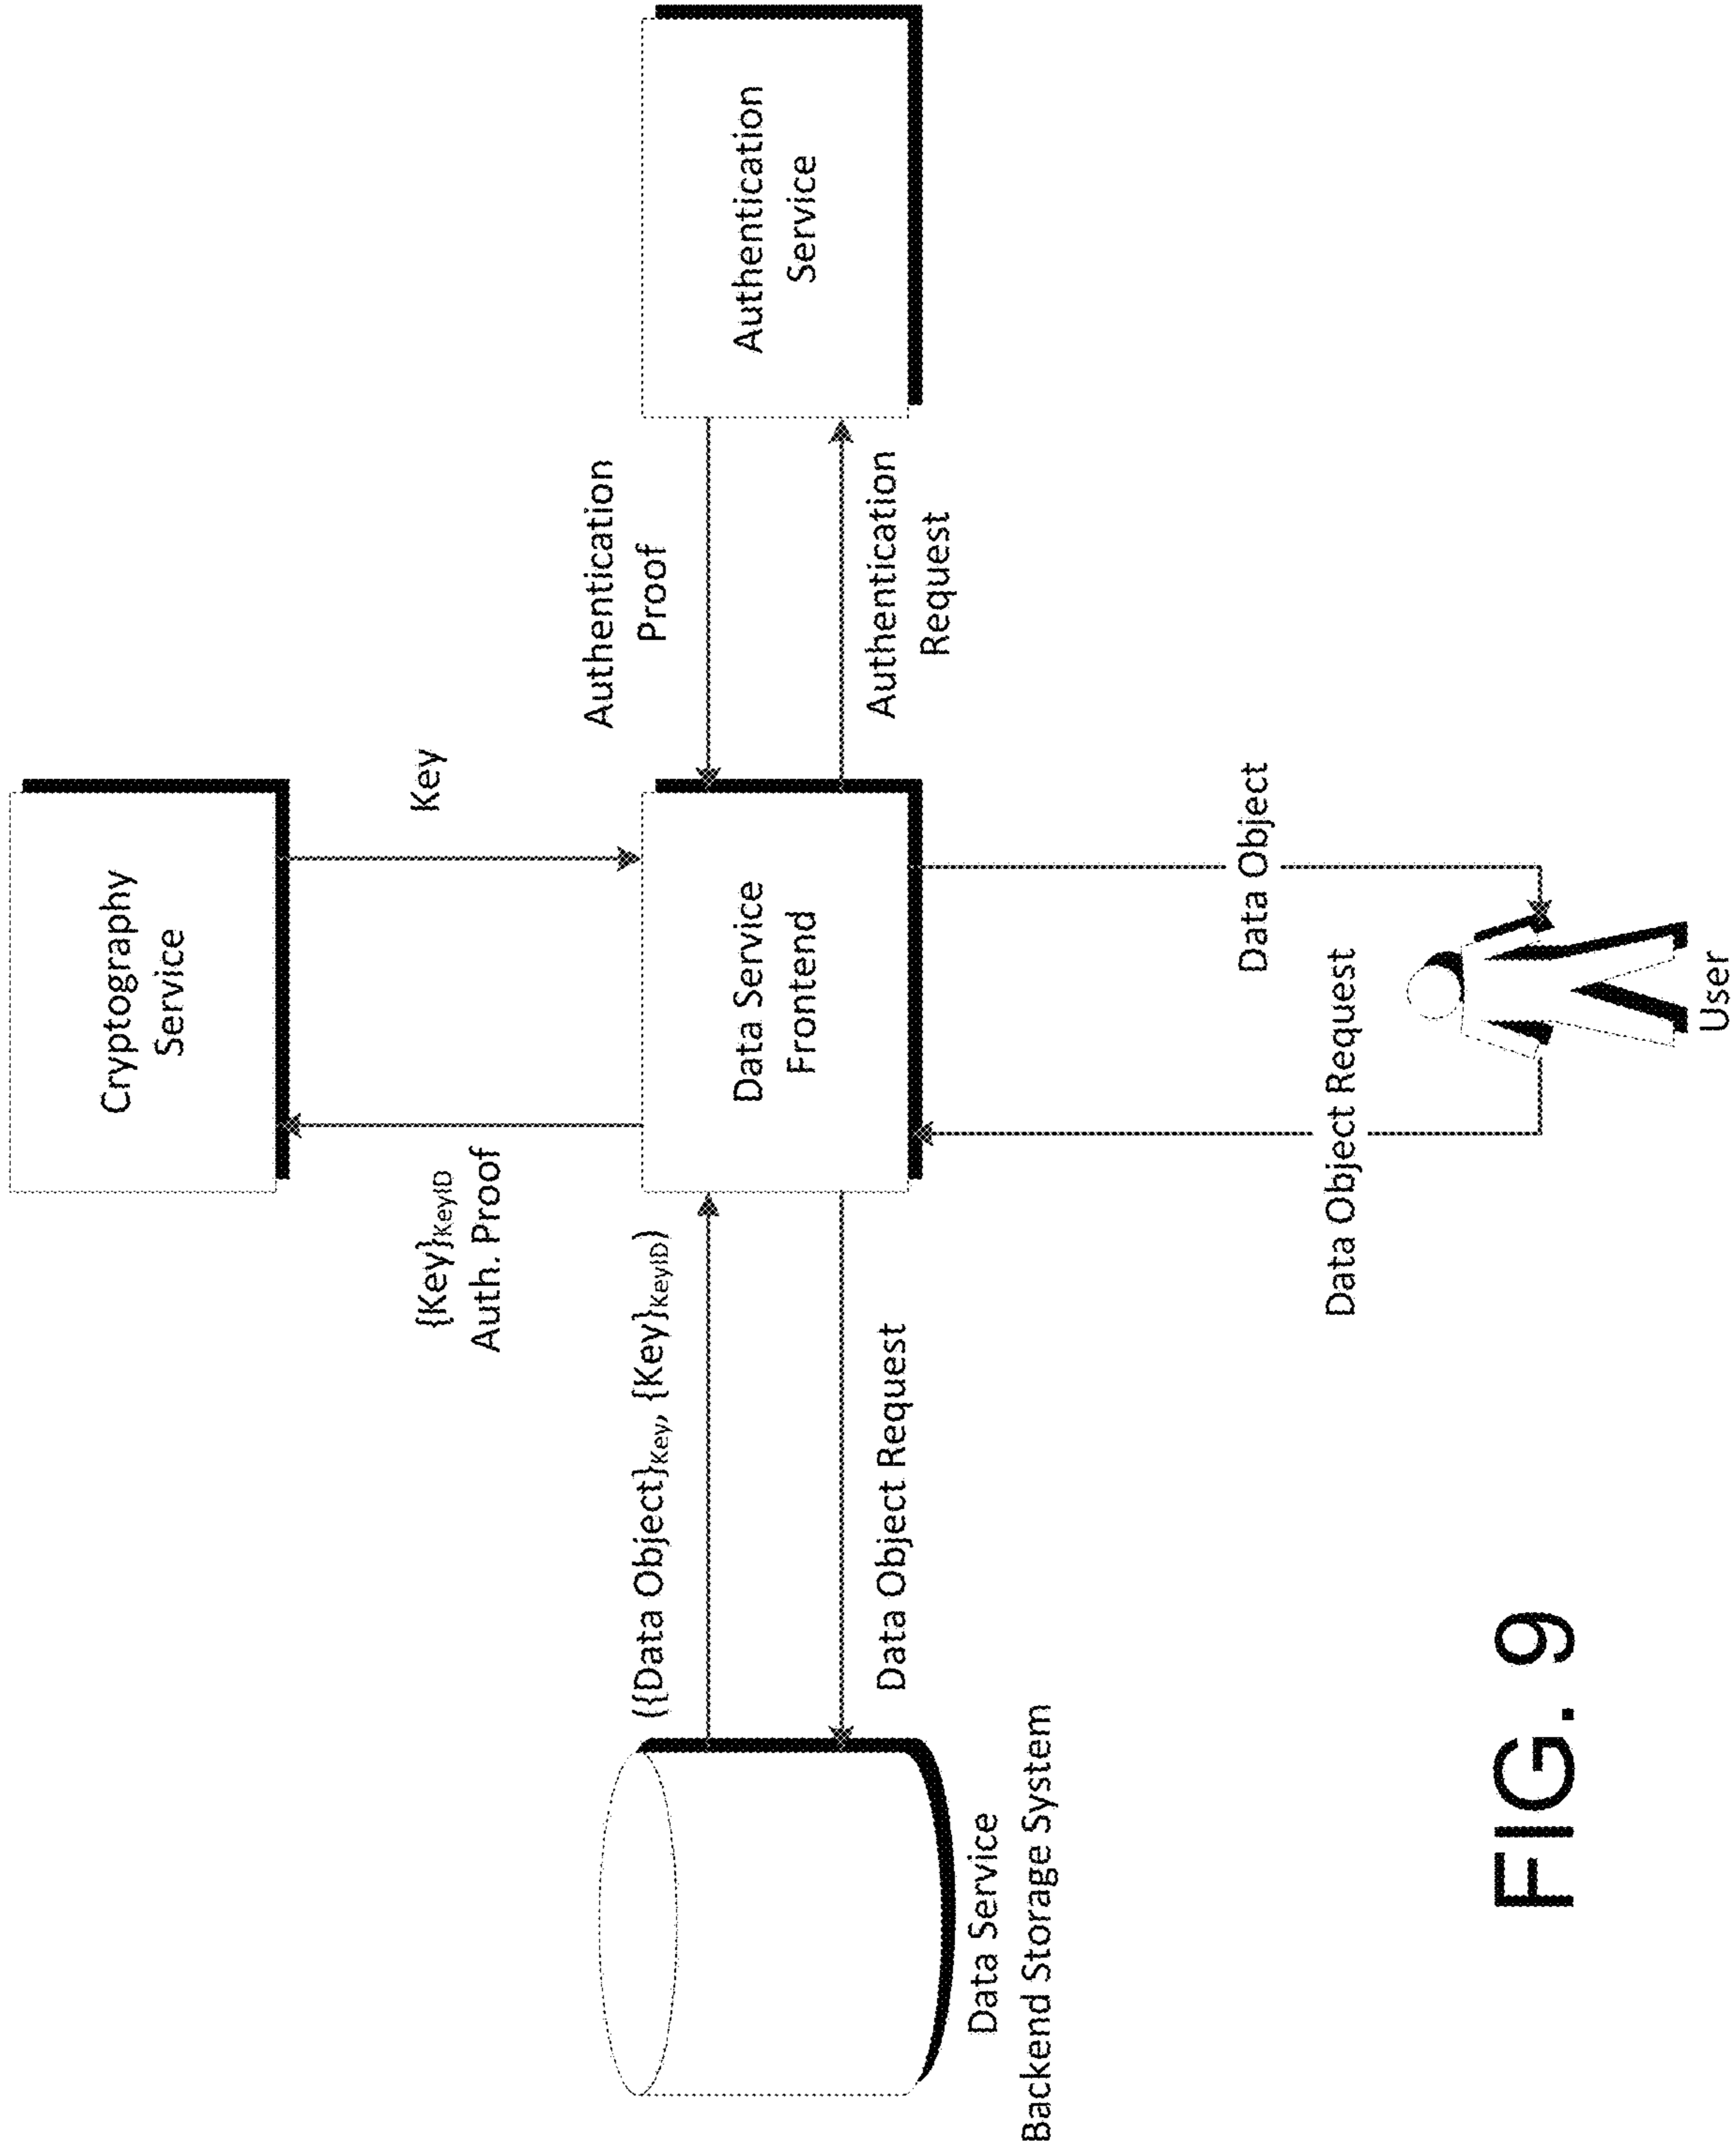 Cryptography
Service
{Key}KeyID
Auth. Proof
Key
({Data Object}Key, {Key}KeyID)
Authentication
Proof
Data Service
Frontend
Authentication
Service
Data Object Request
Authentication
Request
Data Service
Backend Storage System
Data Object
Data Object Request
User
FIG. 9